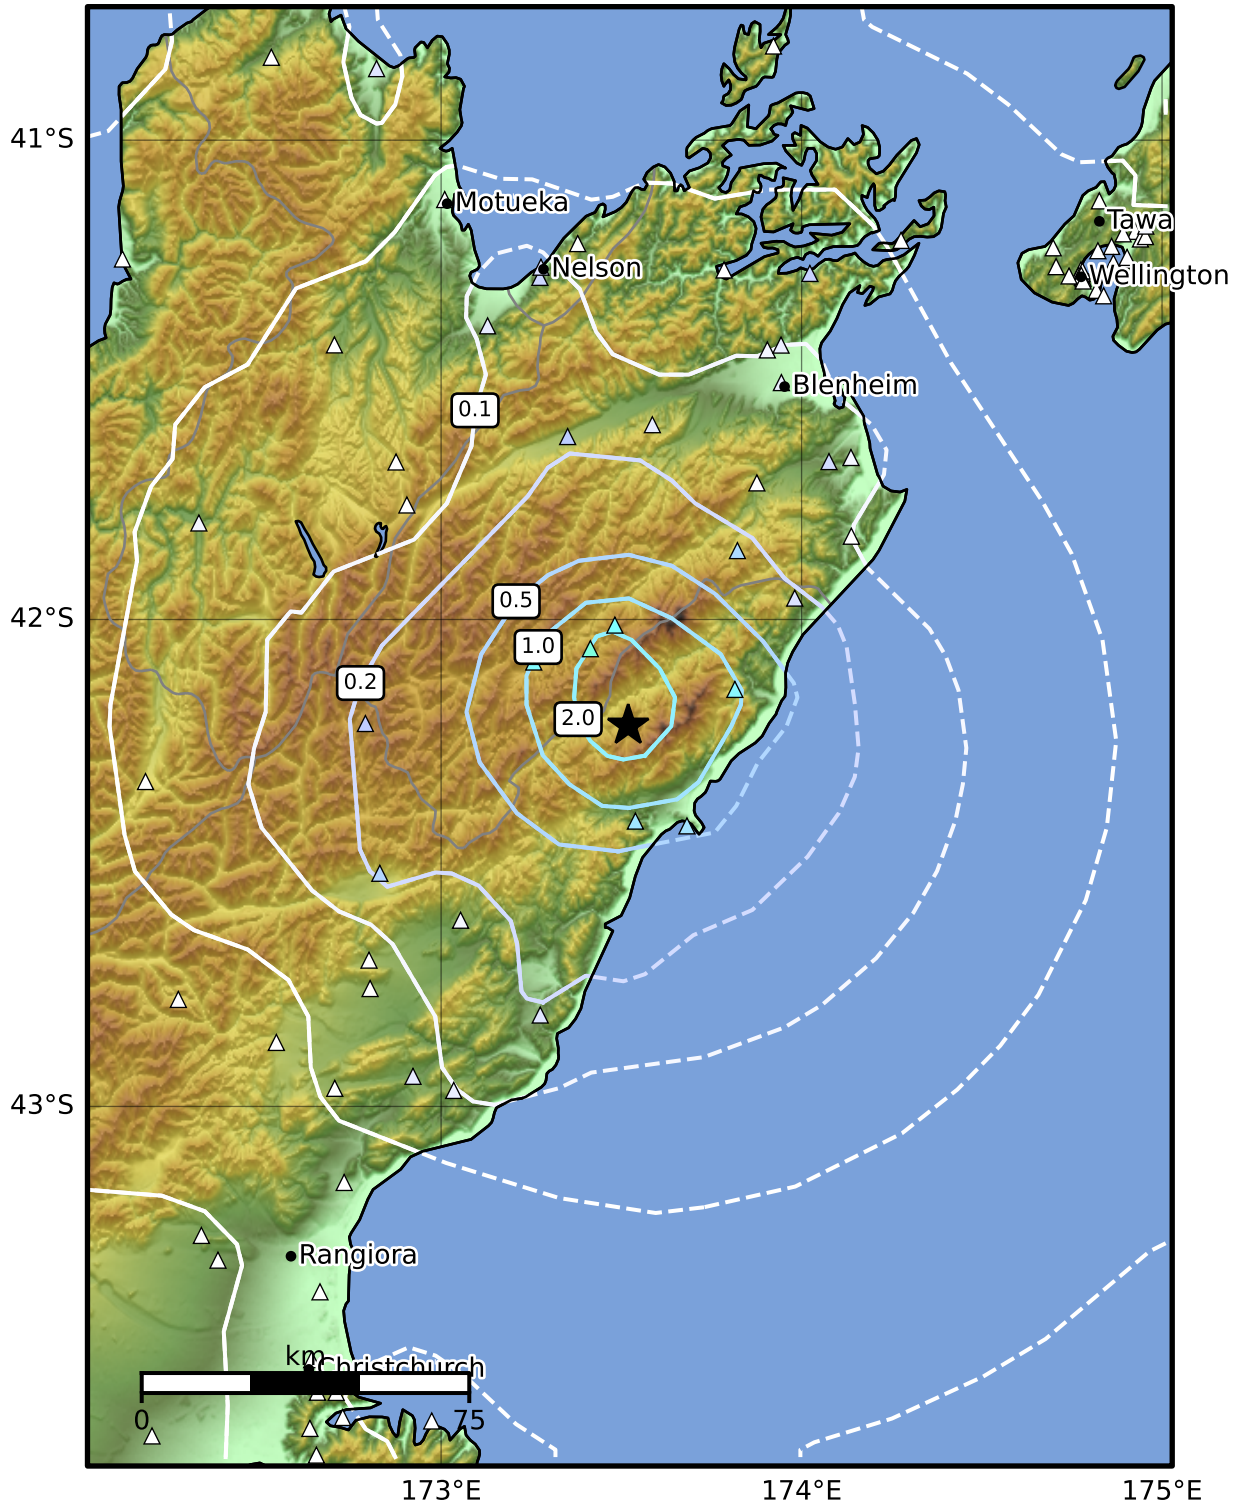 41°S
Motueka
Tawa
Nelson
Wellington
Blenheim
0.1
0.5
42°S
1.0
0.2
2.0
43°S
Rangiora
km
Christchurch
0
75
173°E
174°E
175°E